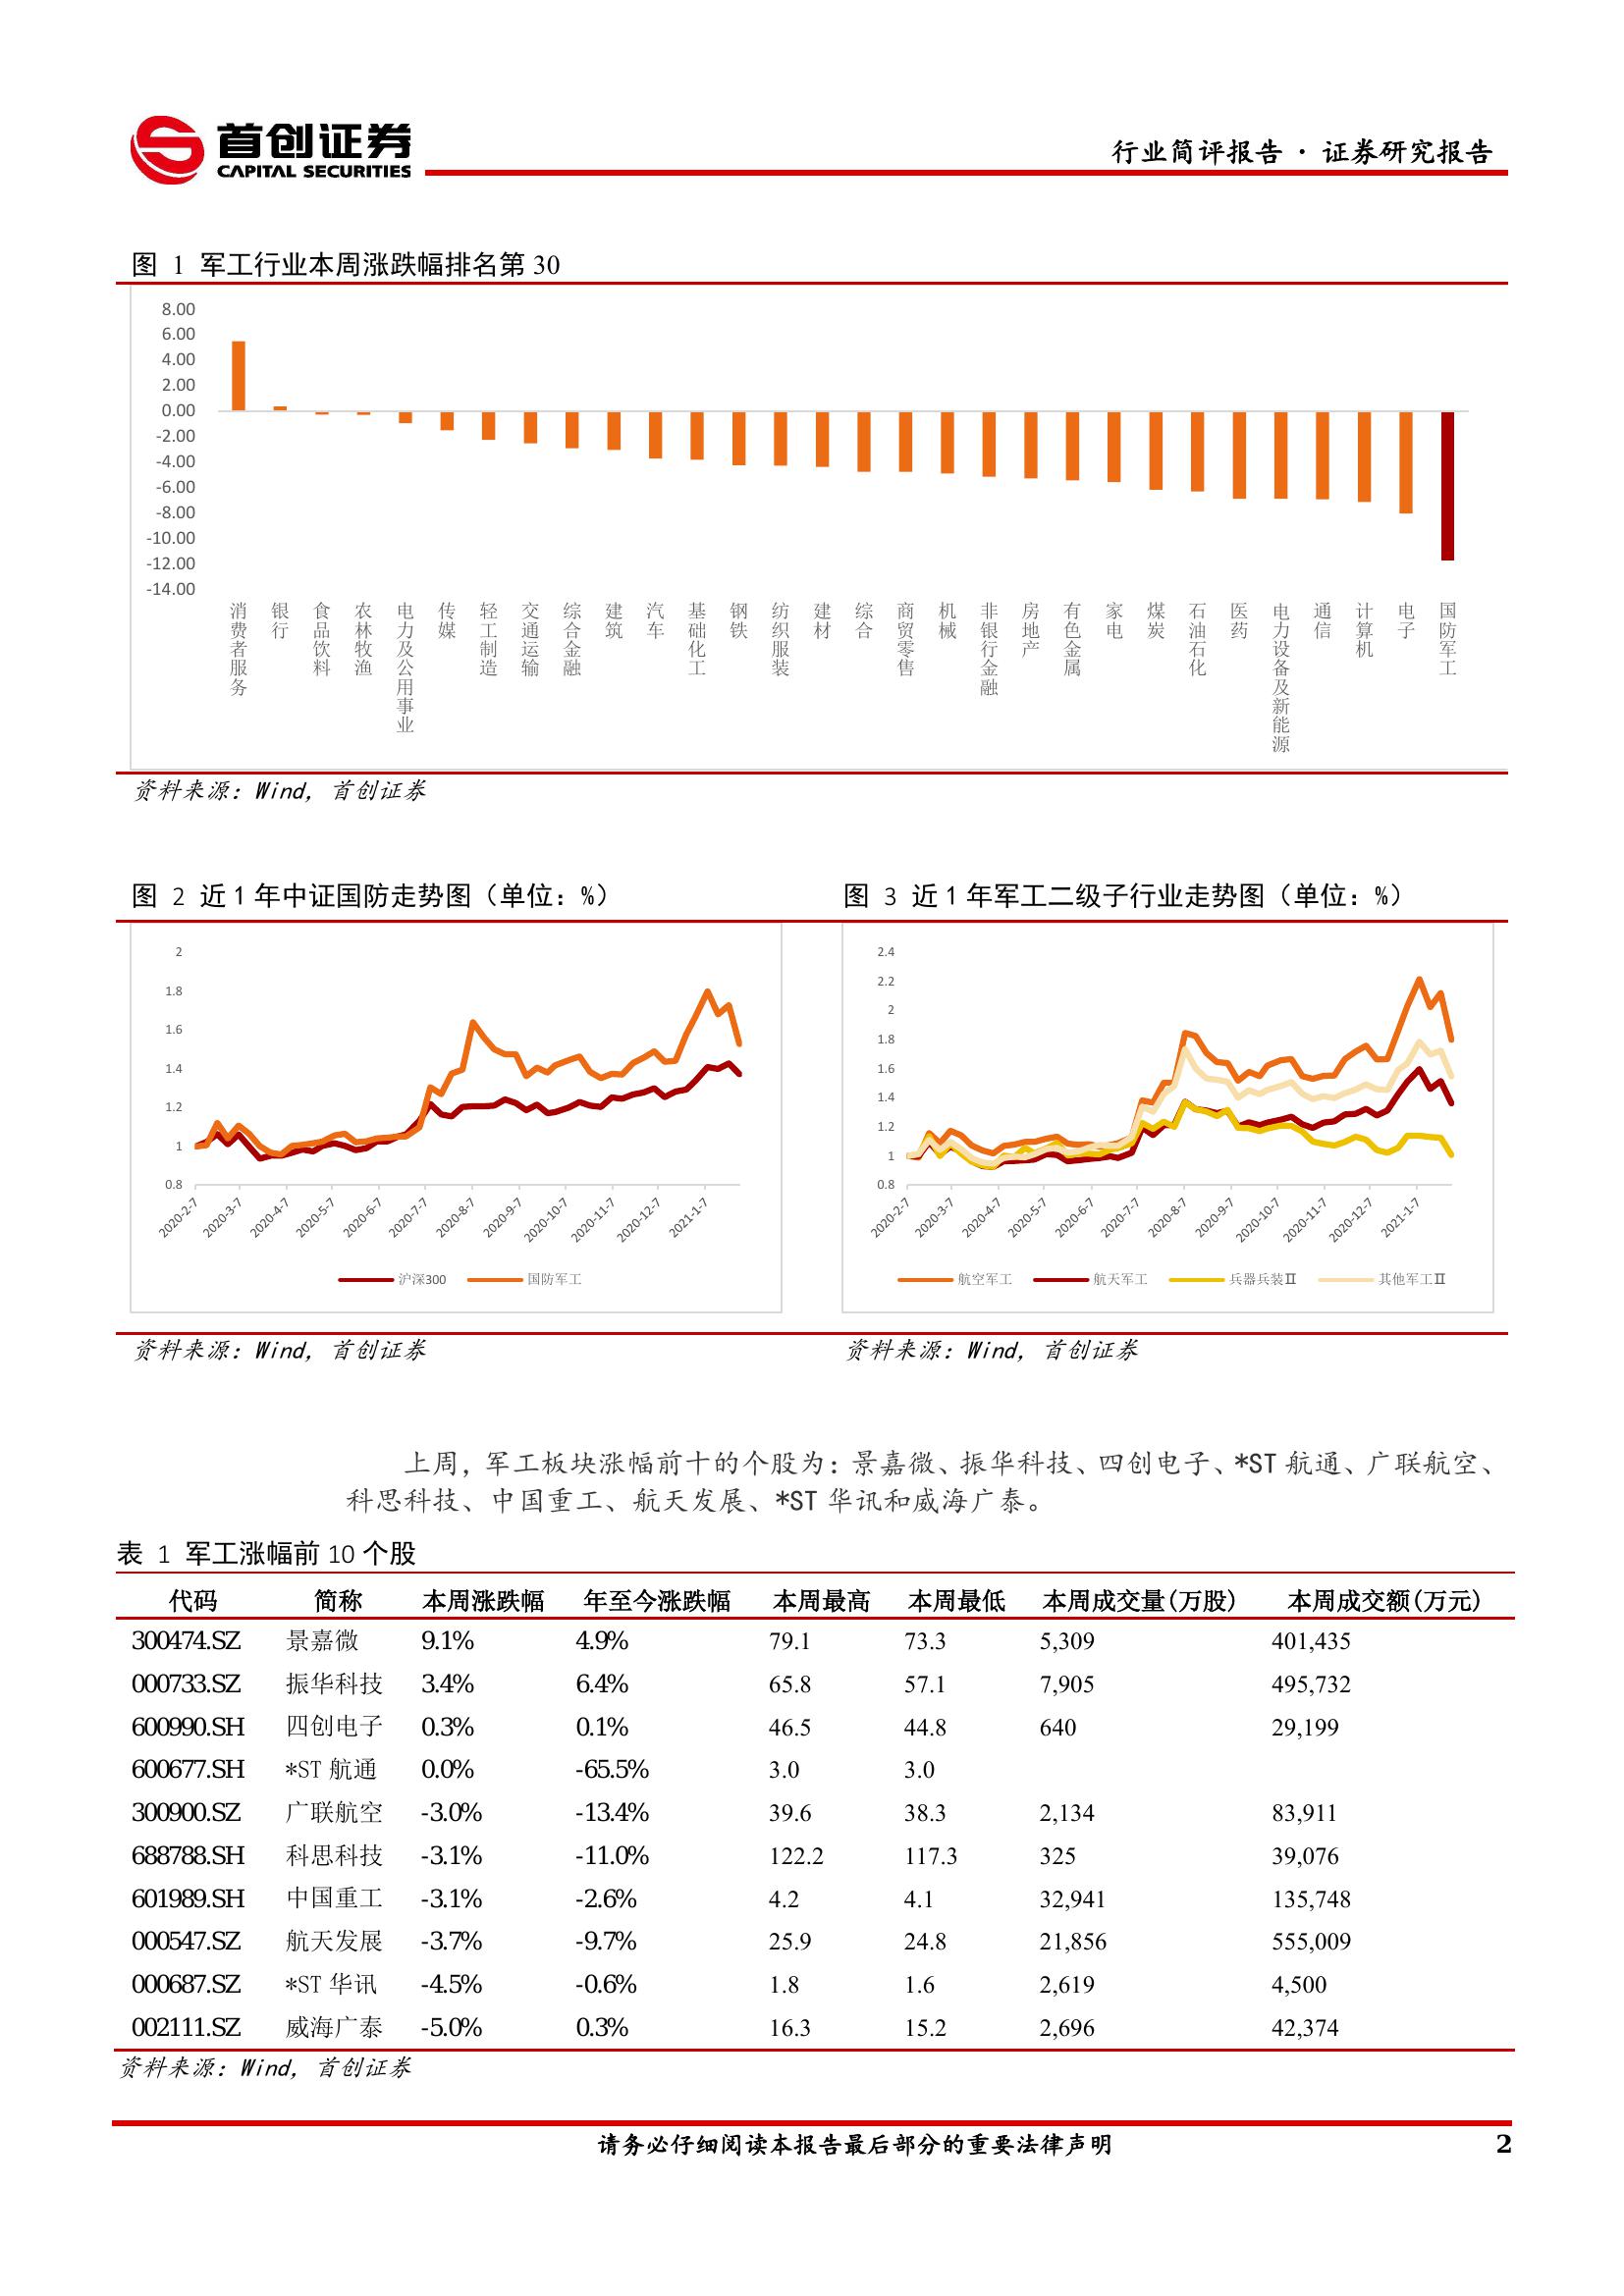 首创证券
CAPITAL SECURITIES
行业简评报告 · 证券研究报告
图 1 军工行业本周涨跌幅排名第 30
8.00
6.00
4.00
2.00
0.00
-2.00
-4.00
-6.00
-8.00
-10.00
-12.00
-14.00
消费者服务 银行 食品饮料 农林牧渔 电力及公用事业 传媒 轻工制造 交通运输 综合金融 建筑 汽车 基础化工 钢铁 纺织服装 建材 综合 商贸零售 机械 非银行金融 房地产 有色金属 家电 煤炭 石油石化 医药 电力设备及新能源 通信 计算机 电子 国防军工
资料来源：Wind, 首创证券
图 2 近 1 年中证国防走势图（单位：%）
2
1.8
1.6
1.4
1.2
1
0.8
2020-2-7 2020-3-7 2020-4-7 2020-5-7 2020-6-7 2020-7-7 2020-8-7 2020-9-7 2020-10-7 2020-11-7 2020-12-7 2021-1-7
沪深300 国防军工
资料来源：Wind, 首创证券
图 3 近 1 年军工二级子行业走势图（单位：%）
2.4
2.2
2
1.8
1.6
1.4
1.2
1
0.8
2020-2-7 2020-3-7 2020-4-7 2020-5-7 2020-6-7 2020-7-7 2020-8-7 2020-9-7 2020-10-7 2020-11-7 2020-12-7 2021-1-7
航空军工 航天军工 兵器兵装Ⅱ 其他军工Ⅱ
资料来源：Wind, 首创证券
上周，军工板块涨幅前十的个股为：景嘉微、振华科技、四创电子、*ST 航通、广联航空、
科思科技、中国重工、航天发展、*ST 华讯和威海广泰。
表 1 军工涨幅前 10 个股
代码 简称 本周涨跌幅 年至今涨跌幅 本周最高 本周最低 本周成交量(万股) 本周成交额(万元)
300474.SZ 景嘉微 9.1% 4.9% 79.1 73.3 5,309 401,435
000733.SZ 振华科技 3.4% 6.4% 65.8 57.1 7,905 495,732
600990.SH 四创电子 0.3% 0.1% 46.5 44.8 640 29,199
600677.SH *ST 航通 0.0% -65.5% 3.0 3.0
300900.SZ 广联航空 -3.0% -13.4% 39.6 38.3 2,134 83,911
688788.SH 科思科技 -3.1% -11.0% 122.2 117.3 325 39,076
601989.SH 中国重工 -3.1% -2.6% 4.2 4.1 32,941 135,748
000547.SZ 航天发展 -3.7% -9.7% 25.9 24.8 21,856 555,009
000687.SZ *ST 华讯 -4.5% -0.6% 1.8 1.6 2,619 4,500
002111.SZ 威海广泰 -5.0% 0.3% 16.3 15.2 2,696 42,374
资料来源：Wind, 首创证券
请务必仔细阅读本报告最后部分的重要法律声明
2